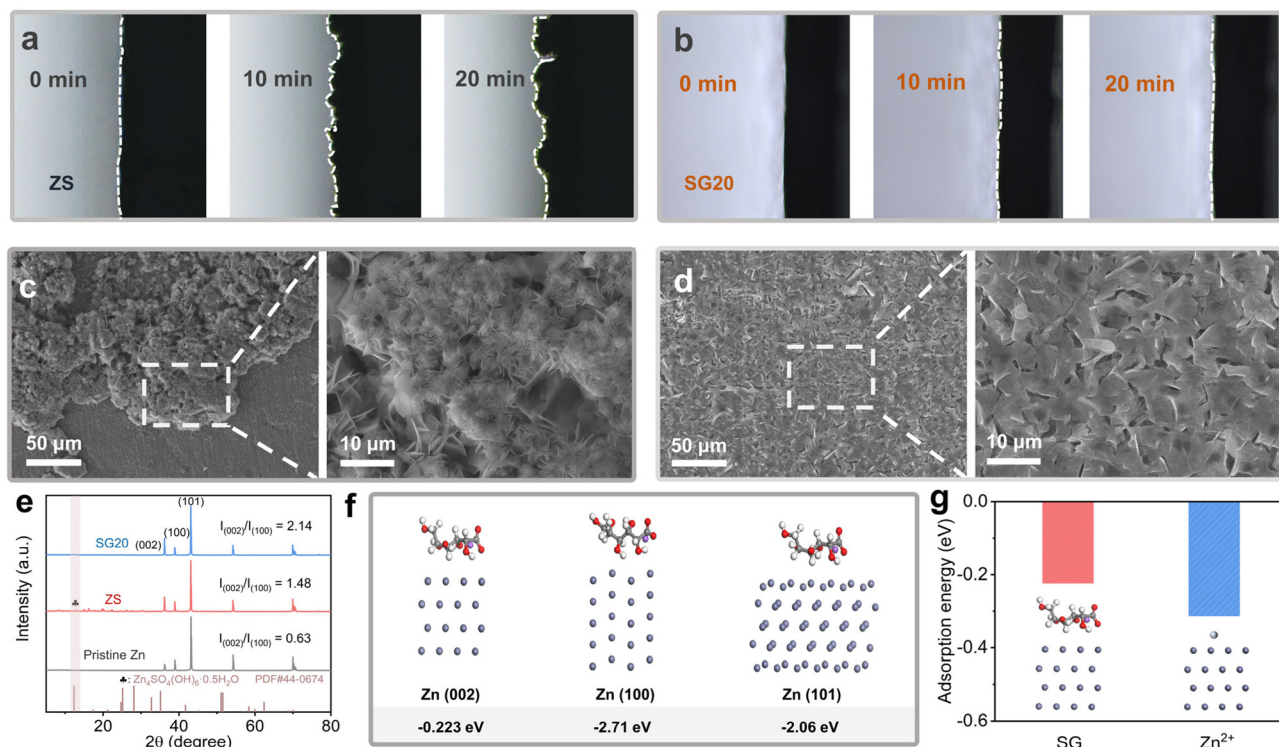 a
0 min
10 min
20 min
ZS
b
0 min
10 min
20 min
SG20
c
50 μm
10 μm
d
50 μm
10 μm
e
Intensity (a.u.)
(101)
(100)
(002)
SG20
I(002)/I(100) = 2.14
♣
ZS
I(002)/I(100) = 1.48
Pristine Zn
I(002)/I(100) = 0.63
♣: Zn4SO4(OH)6·0.5H2O PDF#44-0674
20 40 60 80
2θ (degree)
f
Zn (002) Zn (100) Zn (101)
-0.223 eV -2.71 eV -2.06 eV
g
Adsorption energy (eV)
0.0
-0.2
-0.4
-0.6
SG Zn2+